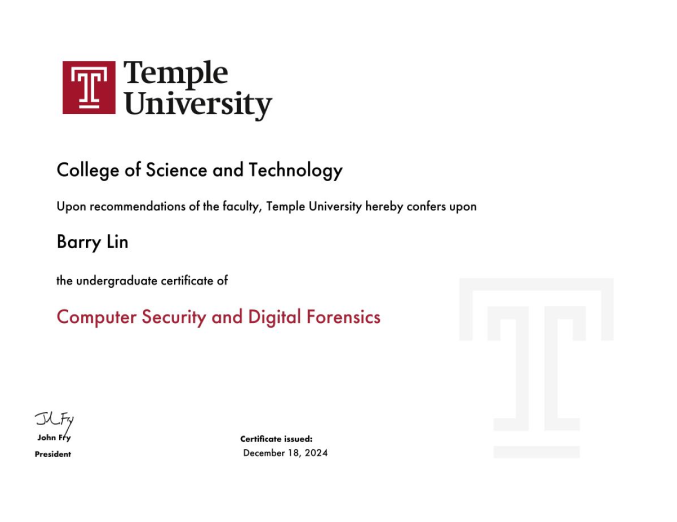 Temple
University
College of Science and Technology
Upon recommendations of the faculty, Temple University hereby confers upon
Barry Lin
the undergraduate certificate of
Computer Security and Digital Forensics
John Fry
President
Certificate issued:
December 18, 2024